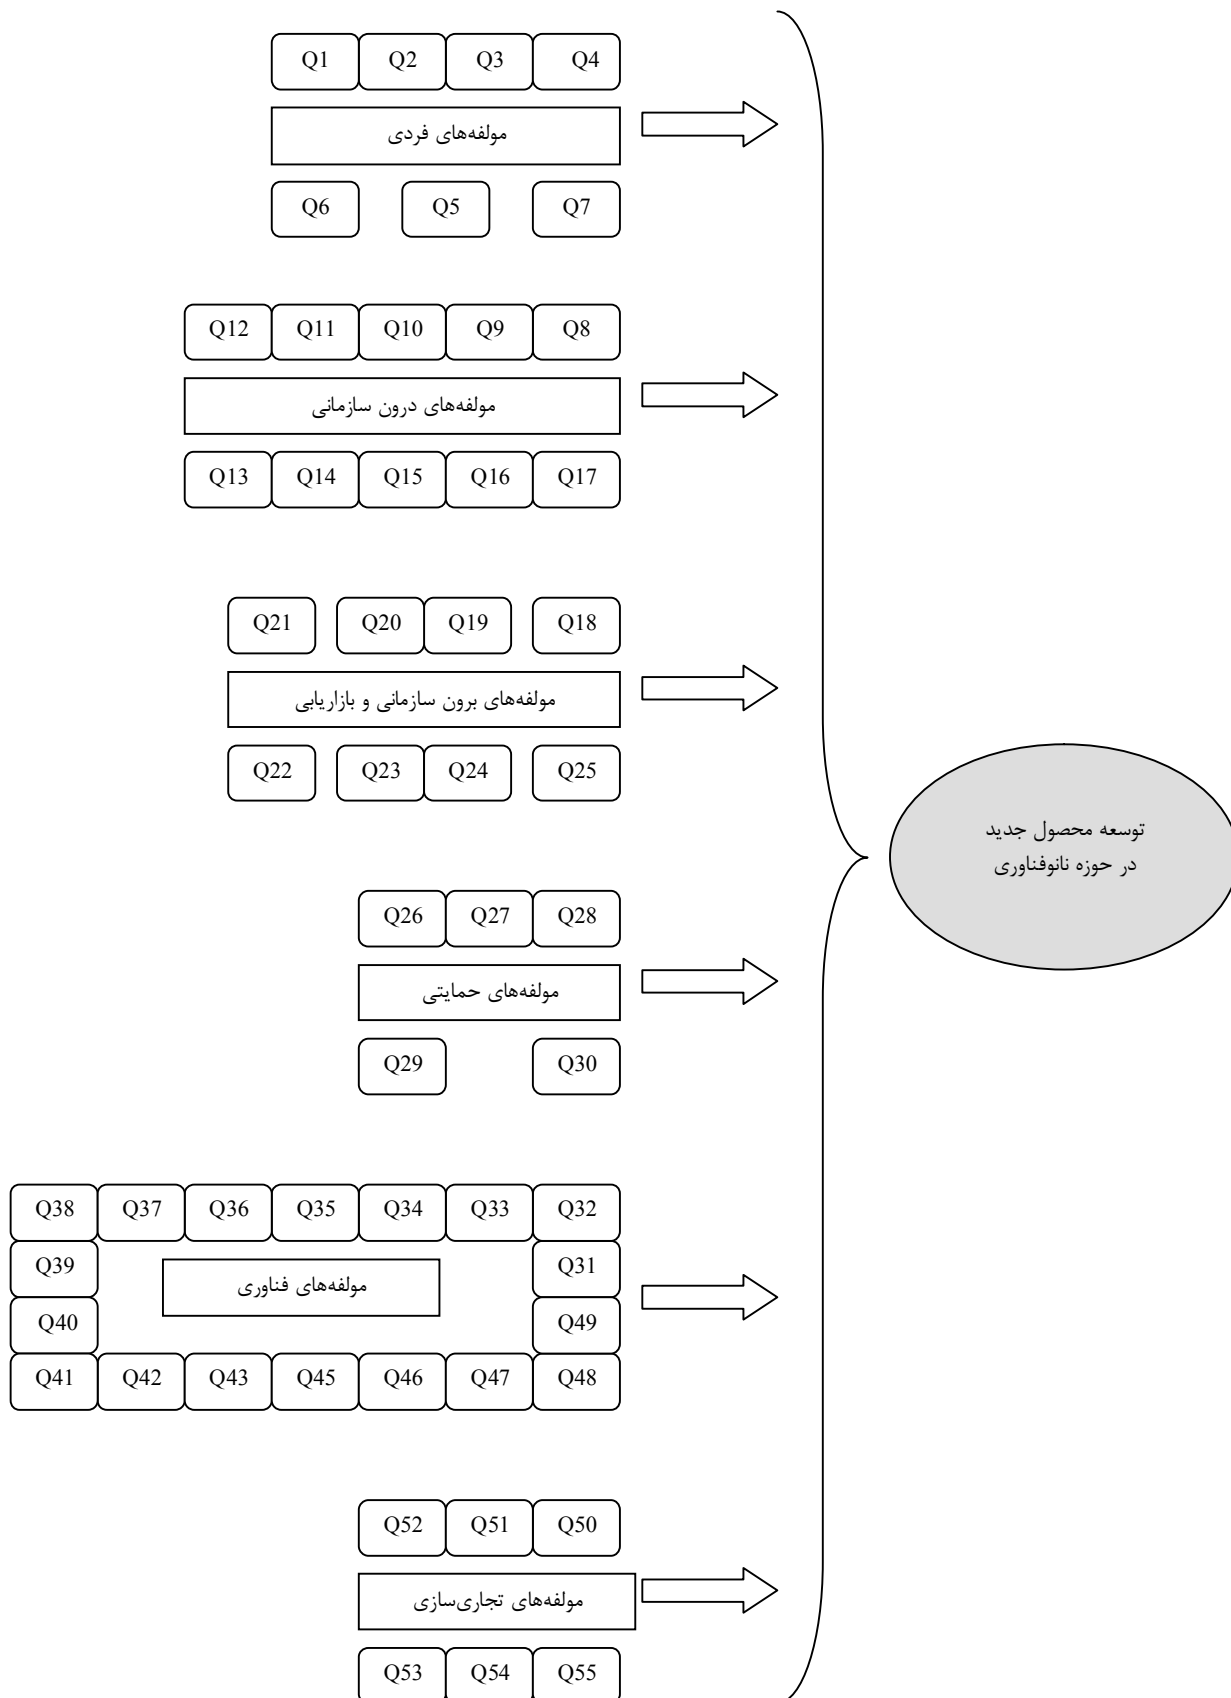 Q1 Q2 Q3 Q4
مولفه‌های فردی
Q6 Q5 Q7
Q12 Q11 Q10 Q9 Q8
مولفه‌های درون سازمانی
Q13 Q14 Q15 Q16 Q17
Q21 Q20 Q19 Q18
مولفه‌های برون سازمانی و بازاریابی
Q22 Q23 Q24 Q25
توسعه محصول جدید
در حوزه نانوفناوری
Q26 Q27 Q28
مولفه‌های حمایتی
Q29 Q30
Q38 Q37 Q36 Q35 Q34 Q33 Q32
Q39 Q31
مولفه‌های فناوری
Q40 Q49
Q41 Q42 Q43 Q45 Q46 Q47 Q48
Q52 Q51 Q50
مولفه‌های تجاری‌سازی
Q53 Q54 Q55